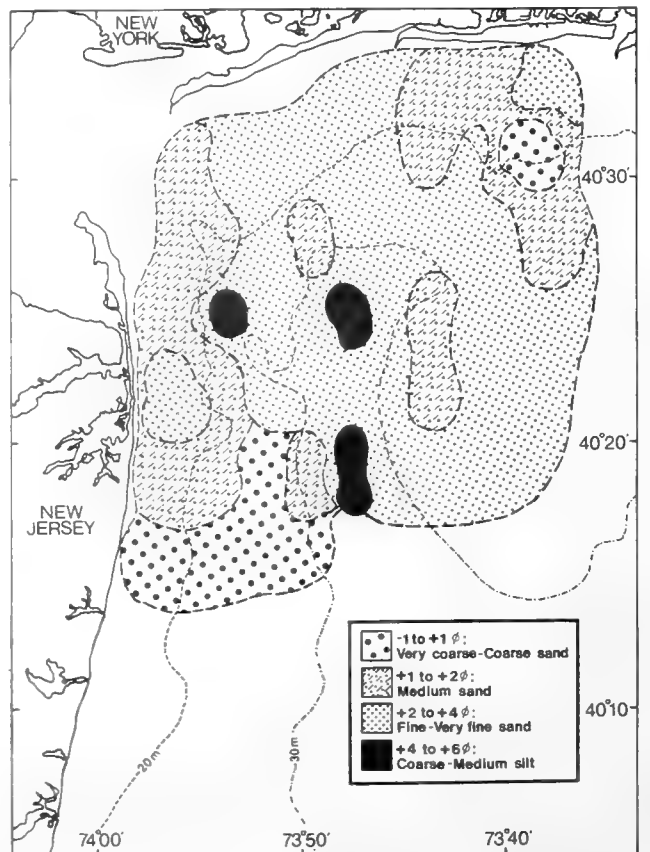 NEW
YORK
40°30'
40°20'
NEW
JERSEY
-1 to +1 ∅:
Very coarse-Coarse sand
+1 to +2∅:
Medium sand
+2 to +4 ∅:
Fine-Very fine sand
+4 to +6∅:
Coarse-Medium silt
40°10'
20m
30m
74°00'
73°50'
73°40'